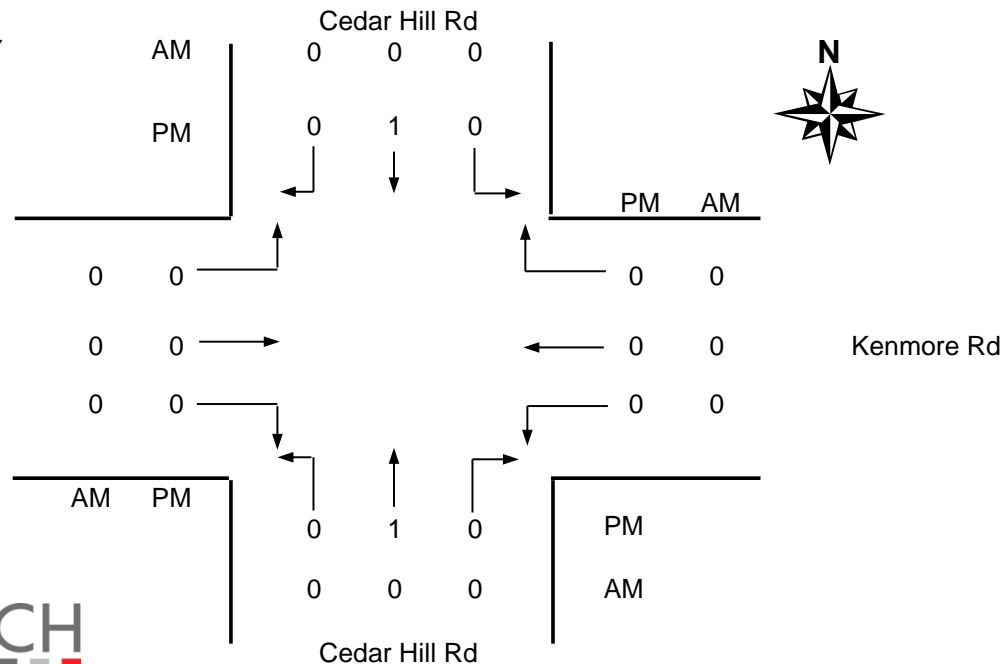 Cedar Hill Rd
AM 0 0 0
N
PM 0 1 0
PM AM
0 0 0 0
0 0 0 0 Kenmore Rd
0 0 0 0
AM PM
0 1 0 PM
0 0 0 AM
CH
Cedar Hill Rd